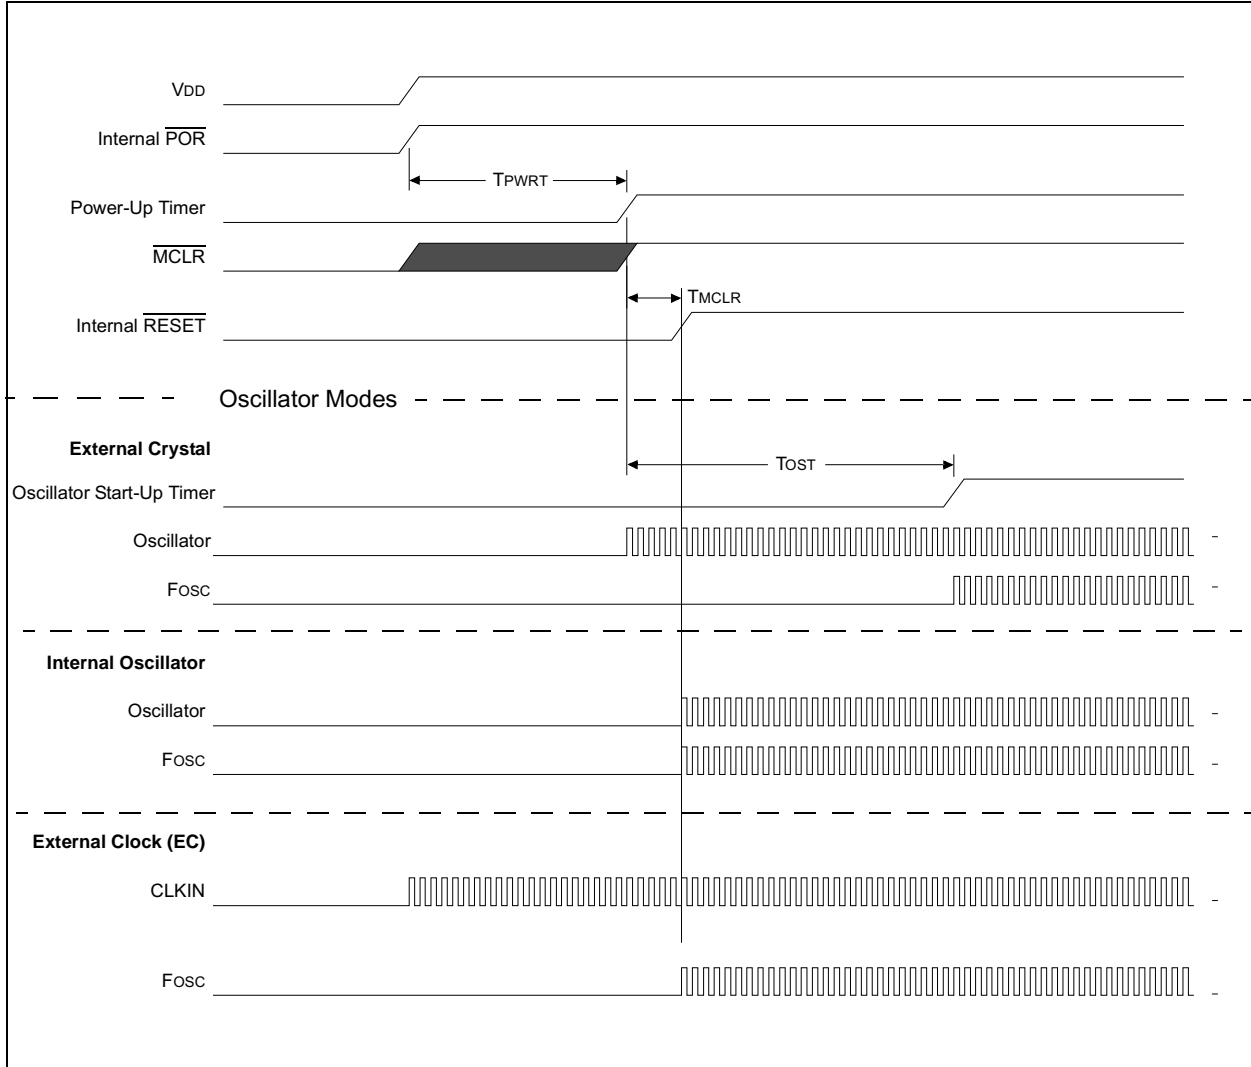 VDD
Internal POR
TPWRT
Power-Up Timer
MCLR
TMCLR
Internal RESET
Oscillator Modes
External Crystal
TOST
Oscillator Start-Up Timer
Oscillator
FOSC
Internal Oscillator
Oscillator
FOSC
External Clock (EC)
CLKIN
FOSC